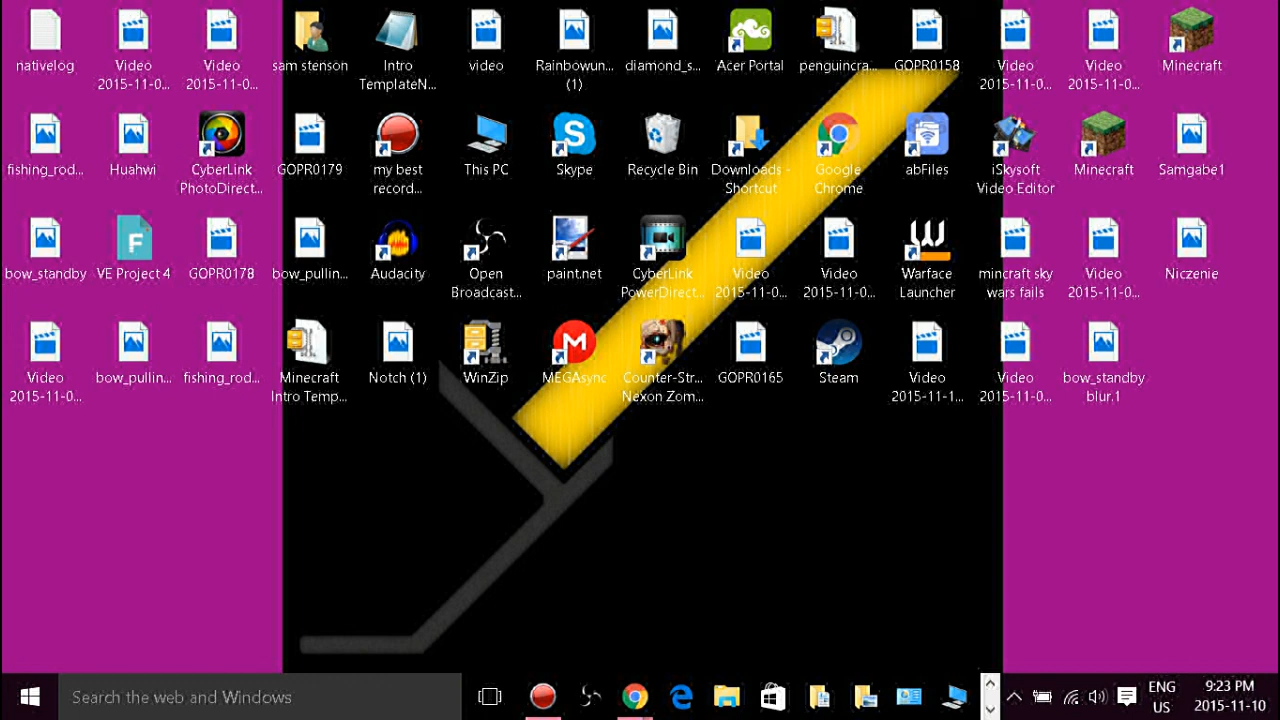 nativelog
Video
2015-11-0...
Video
2015-11-0...
sam stenson
Intro
TemplateN...
video
Rainbowun...
(1)
diamond_s...
Acer Portal
penguincra...
GOPR0158
Video
2015-11-0...
Video
2015-11-0...
Minecraft
fishing_rod...
Huahwi
CyberLink
PhotoDirect...
GOPR0179
my best
record...
This PC
Skype
Recycle Bin
Downloads -
Shortcut
Google
Chrome
abFiles
iSkysoft
Video Editor
Minecraft
Samgabe1
bow_standby
VE Project 4
GOPR0178
bow_pullin...
Audacity
Open
Broadcast...
paint.net
CyberLink
PowerDirect...
Video
2015-11-0...
Video
2015-11-0...
Warface
Launcher
mincraft sky
wars fails
Video
2015-11-0...
Niczenie
Video
2015-11-0...
bow_pullin...
fishing_rod...
Minecraft
Intro Temp...
Notch (1)
WinZip
MEGAsync
Counter-Str...
Nexon Zom...
GOPR0165
Steam
Video
2015-11-1...
Video
2015-11-0...
bow_standby
blur.1
Search the web and Windows
ENG
US
9:23 PM
2015-11-10